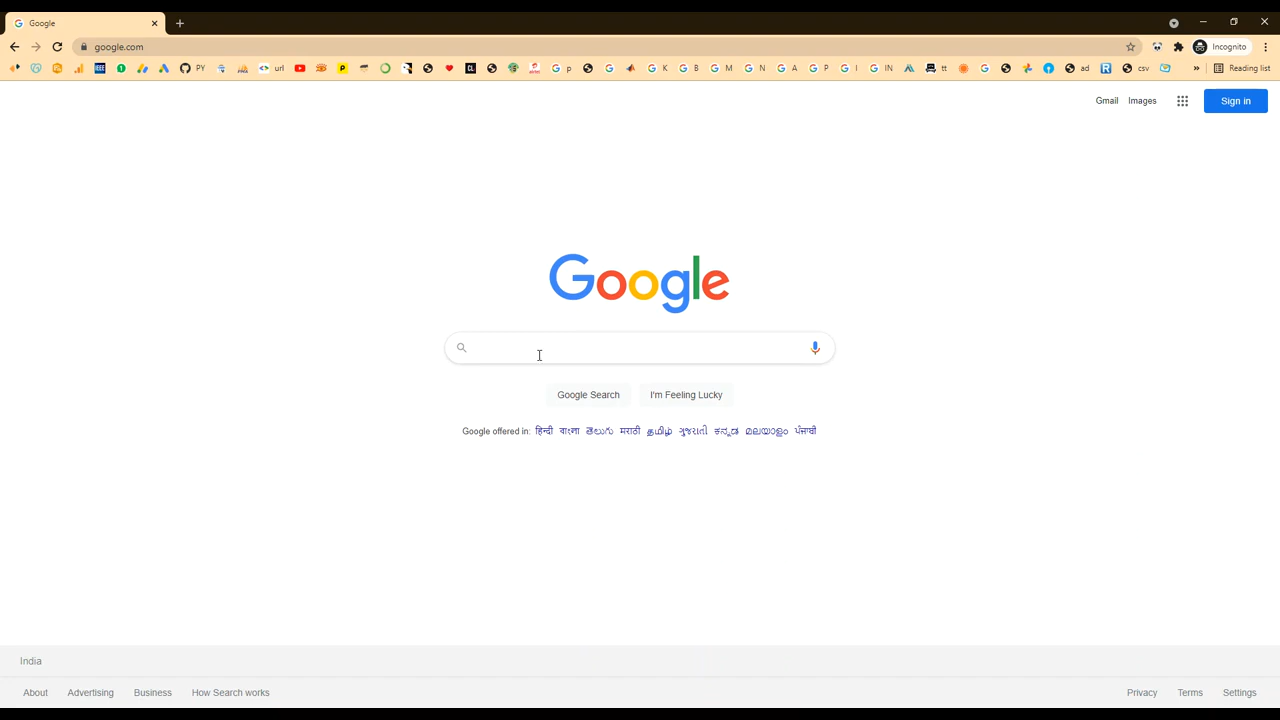 Google
google.com
Incognito
PY url p K B M N A P I IN tt ad csv Reading list
Gmail Images Sign in
Google
Google Search I'm Feeling Lucky
Google offered in: हिन्दी বাংলা తెలుగు मराठी தமிழ் ગુજરાતી ಕನ್ನಡ മലയാളം ਪੰਜਾਬੀ
India
About Advertising Business How Search works Privacy Terms Settings